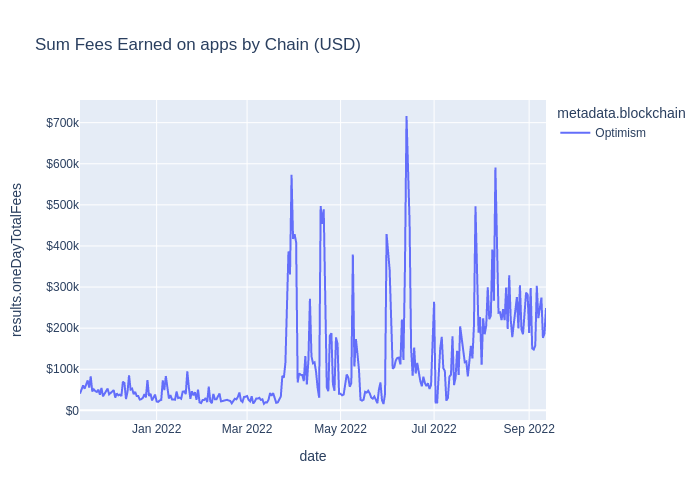 Sum Fees Earned on apps by Chain (USD)
metadata.blockchain
Optimism
results.oneDayTotalFees
$700k
$600k
$500k
$400k
$300k
$200k
$100k
$0
Jan 2022
Mar 2022
May 2022
Jul 2022
Sep 2022
date